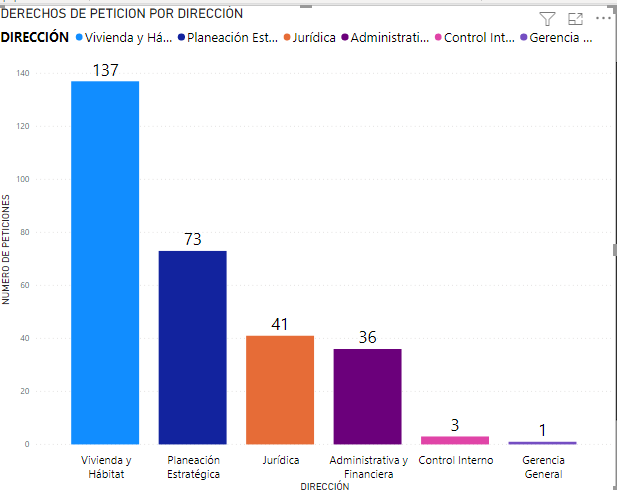 DERECHOS DE PETICION POR DIRECCIÓN
DIRECCIÓN Vivienda y Há... Planeación Est... Jurídica Administrati... Control Int... Gerencia ...
137
140
120
100
80
60
40
20
0
73
41
36
3
1
NÚMERO DE PETICIONES
Vivienda y
Hábitat
Planeación
Estratégica
Jurídica
Administrativa y
Financiera
Control Interno
Gerencia
General
DIRECCIÓN